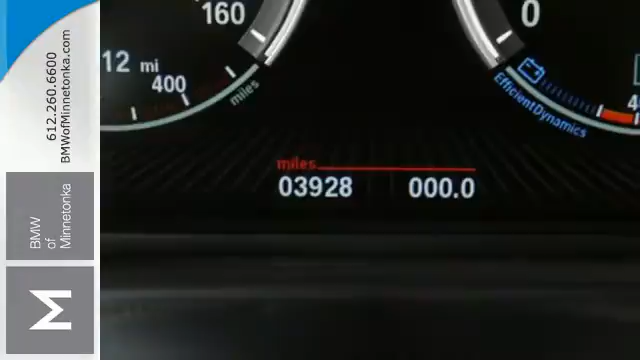 160
0
12 mi
400
miles
EfficientDynamics
4
miles
03928 000.0
612.260.6600
BMWofMinnetonka.com
BMW
of
Minnetonka
M